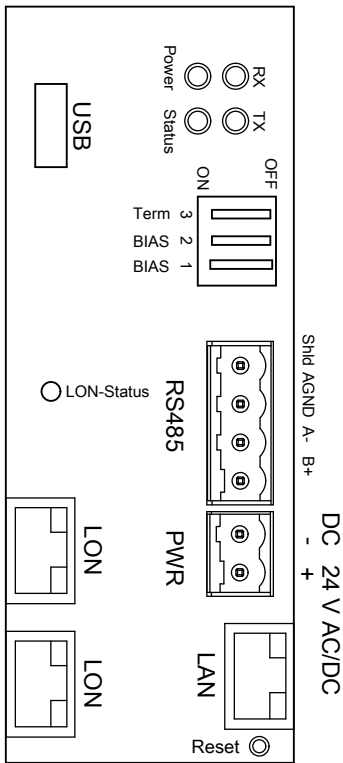 RX
Power
TX
Status
USB
OFF
ON
Term 3
BIAS 2
BIAS 1
Shld AGND A- B+
RS485
LON-Status
DC 24 V AC/DC
- +
PWR
LON
LON
LAN
Reset